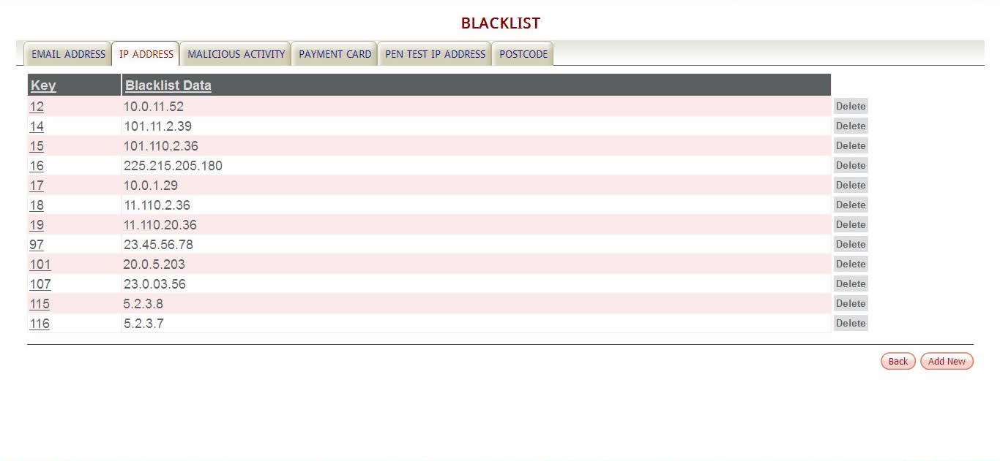 BLACKLIST
EMAIL ADDRESS IP ADDRESS MALICIOUS ACTIVITY PAYMENT CARD PEN TEST IP ADDRESS POSTCODE
Key Blacklist Data
12 10.0.11.52 Delete
14 101.11.2.39 Delete
15 101.110.2.36 Delete
16 225.215.205.180 Delete
17 10.0.1.29 Delete
18 11.110.2.36 Delete
19 11.110.20.36 Delete
97 23.45.56.78 Delete
101 20.0.5.203 Delete
107 23.0.03.56 Delete
115 5.2.3.8 Delete
116 5.2.3.7 Delete
Back Add New